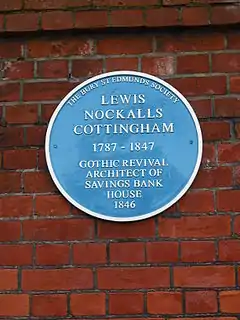 THE BURY ST EDMUNDS SOCIETY
LEWIS
NOCKALLS
COTTINGHAM
1787 - 1847
GOTHIC REVIVAL
ARCHITECT OF
SAVINGS BANK
HOUSE
1846